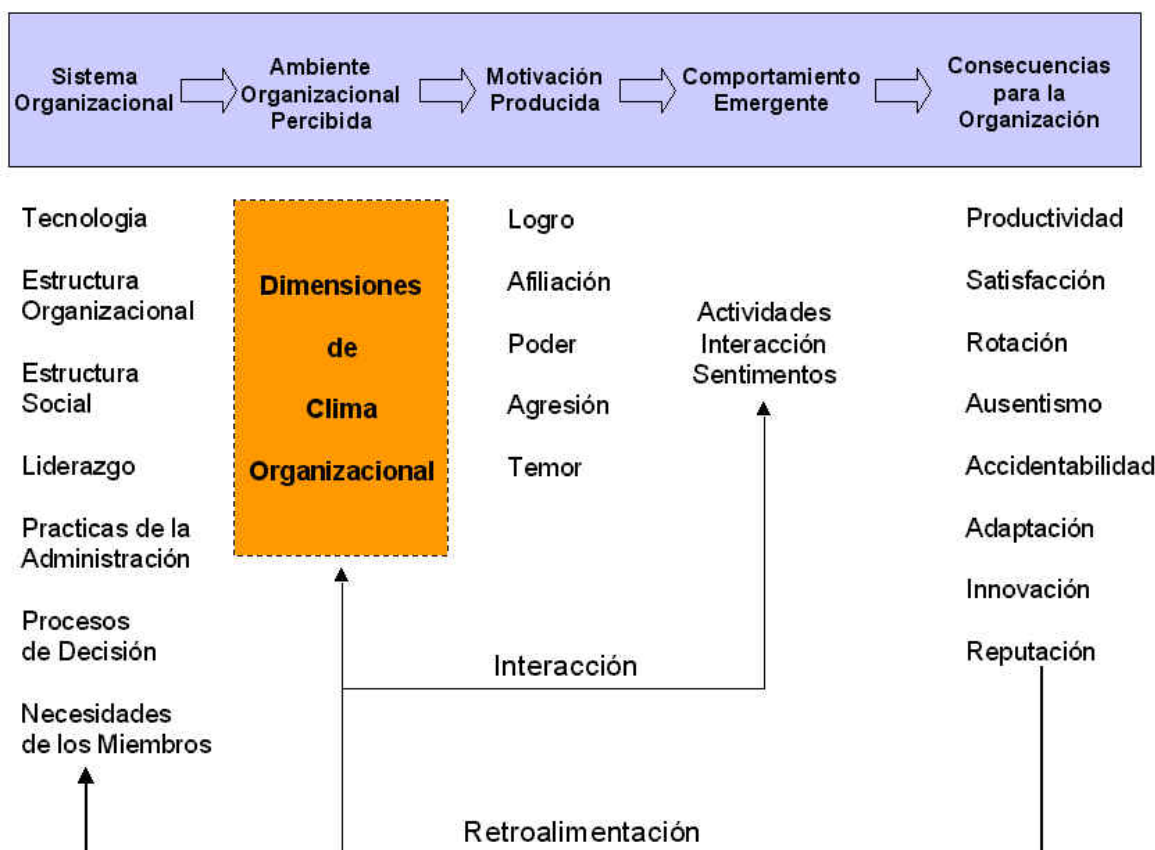 Sistema
Organizacional
Ambiente
Organizacional
Percibida
Motivación
Producida
Comportamiento
Emergente
Consecuencias
para la
Organización
Tecnologia
Estructura
Organizacional
Estructura
Social
Liderazgo
Practicas de la
Administración
Procesos
de Decisión
Necesidades
de los Miembros
Dimensiones
de
Clima
Organizacional
Logro
Afiliación
Poder
Agresión
Temor
Actividades
Interacción
Sentimentos
Productividad
Satisfacción
Rotación
Ausentismo
Accidentabilidad
Adaptación
Innovación
Reputación
Interacción
Retroalimentación